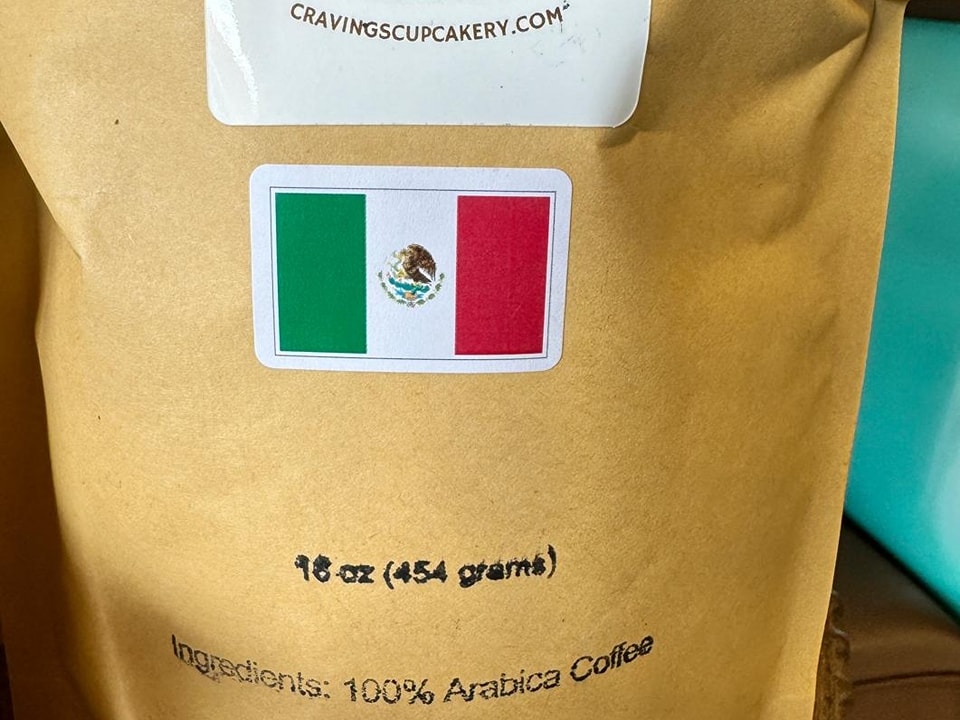 CRAVINGSCUPCAKERY.COM
16 oz (454 grams)
Ingredients: 100% Arabica Coffee